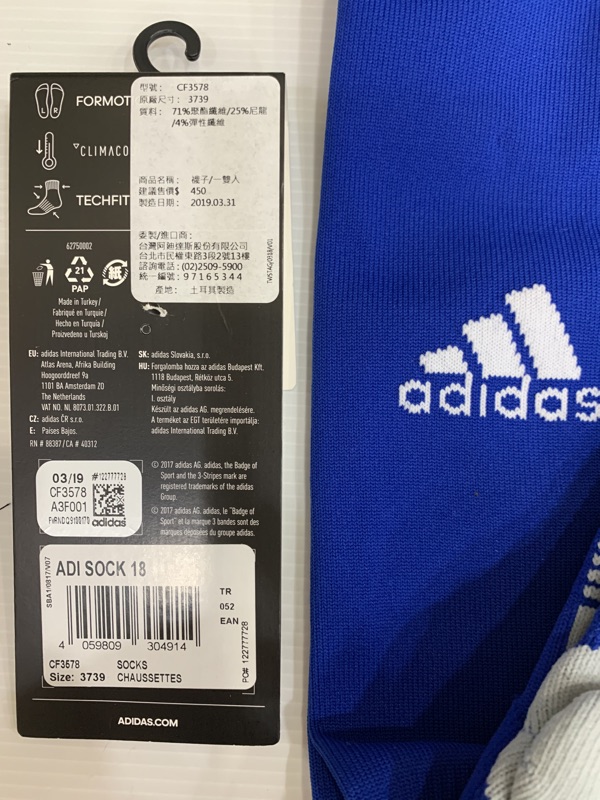 L R
FORMOT
CLIMACO
TECHFIT
型號： CF3578
原廠尺寸： 3739
質料： 71%聚酯纖維/25%尼龍
/4%彈性纖維
商品名稱： 襪子/一雙入
建議售價$ 450
製造日期： 2019.03.31
委製/進口商：
台灣阿迪達斯股份有限公司
台北市民權東路3段2號13樓
諮詢電話：(02)2509-5900
統一編號：97165344
產地： 土耳其製造
62750002
21
PAP
紙
Made in Turkey/
Fabriqué en Turquie/
Hecho en Turquía/
Proizvedeno u Turskoj
EU: adidas International Trading B.V.
Atlas Arena, Afrika Building
Hoogoorddreef 9a
1101 BA Amsterdam ZO
The Netherlands
VAT NO. NL 8073.01.322.B.01
CZ: adidas ČR s.r.o.
E: Países Bajos.
RN # 88387/CA # 40312
SK: adidas Slovakia, s.r.o.
HU: Forgalomba hozza az adidas Budapest Kft.
1118 Budapest, Rétköz utca 5.
Minőségi osztályba sorolás:
I. osztály
Készült az adidas AG. megrendelésére.
A terméket az EGT területére importálja:
adidas International Trading B.V.
© 2017 adidas AG. adidas, the Badge of
Sport and the 3-Stripes mark are
registered trademarks of the adidas
Group.
© 2017 adidas AG. adidas, le "Badge of
Sport" et la marque 3 bandes sont des
marques déposées du groupe adidas.
03/19 #122777728
CF3578
A3F001
adidas
SBA1/0817/V07
ADI SOCK 18
TR
052
EAN
4 059809 304914
PO# 122777728
CF3578 SOCKS
Size: 3739 CHAUSSETTES
ADIDAS.COM
adidas